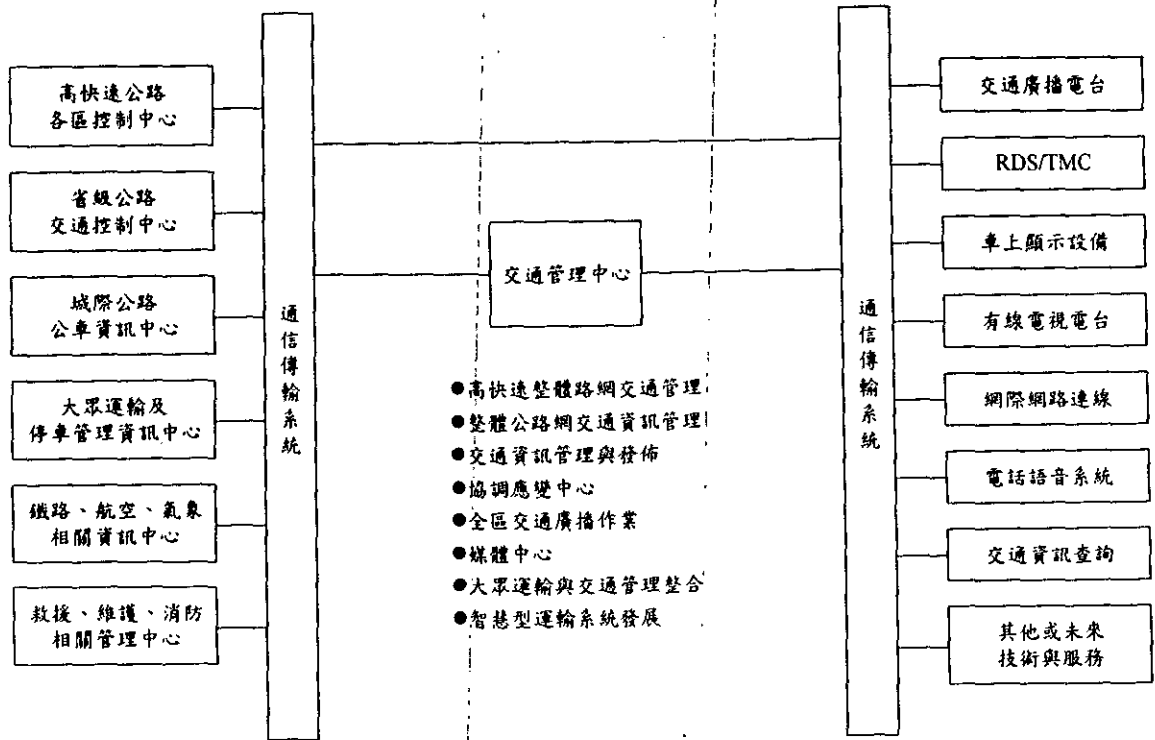 高快速公路
各區控制中心
省級公路
交通控制中心
城際公路
公車資訊中心
大眾運輸及
停車管理資訊中心
鐵路、航空、氣象
相關資訊中心
救援、維護、消防
相關管理中心
通信傳輸系統
交通管理中心
●高快速整體路網交通管理
●整體公路網交通資訊管理
●交通資訊管理與發佈
●協調應變中心
●全區交通廣播作業
●媒體中心
●大眾運輸與交通管理整合
●智慧型運輸系統發展
通信傳輸系統
交通廣播電台
RDS/TMC
車上顯示設備
有線電視電台
網際網路連線
電話語音系統
交通資訊查詢
其他或未來
技術與服務